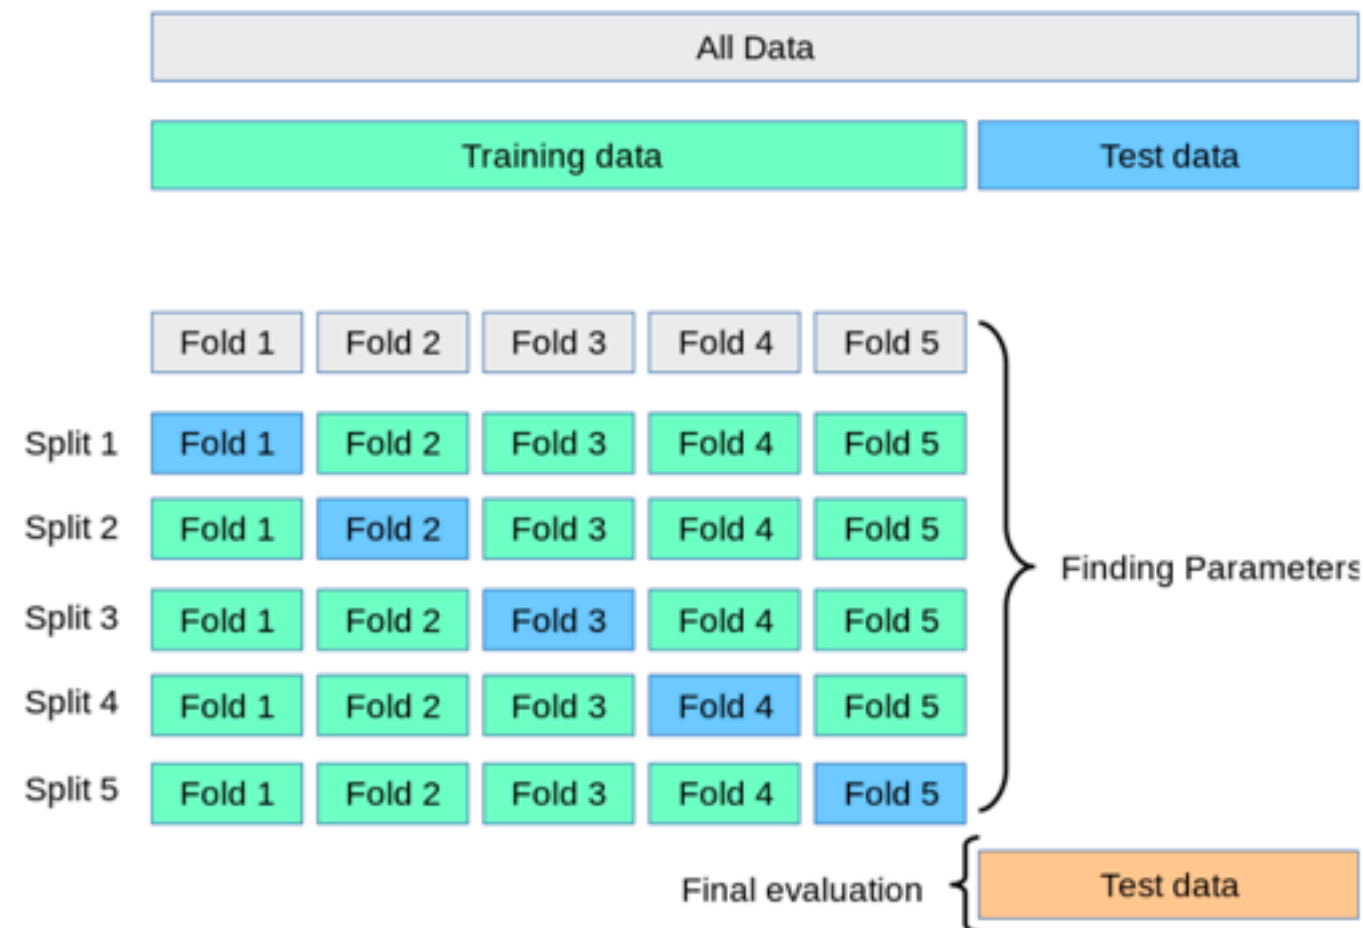 All Data
Training data Test data
Fold 1 Fold 2 Fold 3 Fold 4 Fold 5
Split 1 Fold 1 Fold 2 Fold 3 Fold 4 Fold 5
Split 2 Fold 1 Fold 2 Fold 3 Fold 4 Fold 5
Finding Parameters
Split 3 Fold 1 Fold 2 Fold 3 Fold 4 Fold 5
Split 4 Fold 1 Fold 2 Fold 3 Fold 4 Fold 5
Split 5 Fold 1 Fold 2 Fold 3 Fold 4 Fold 5
Final evaluation Test data